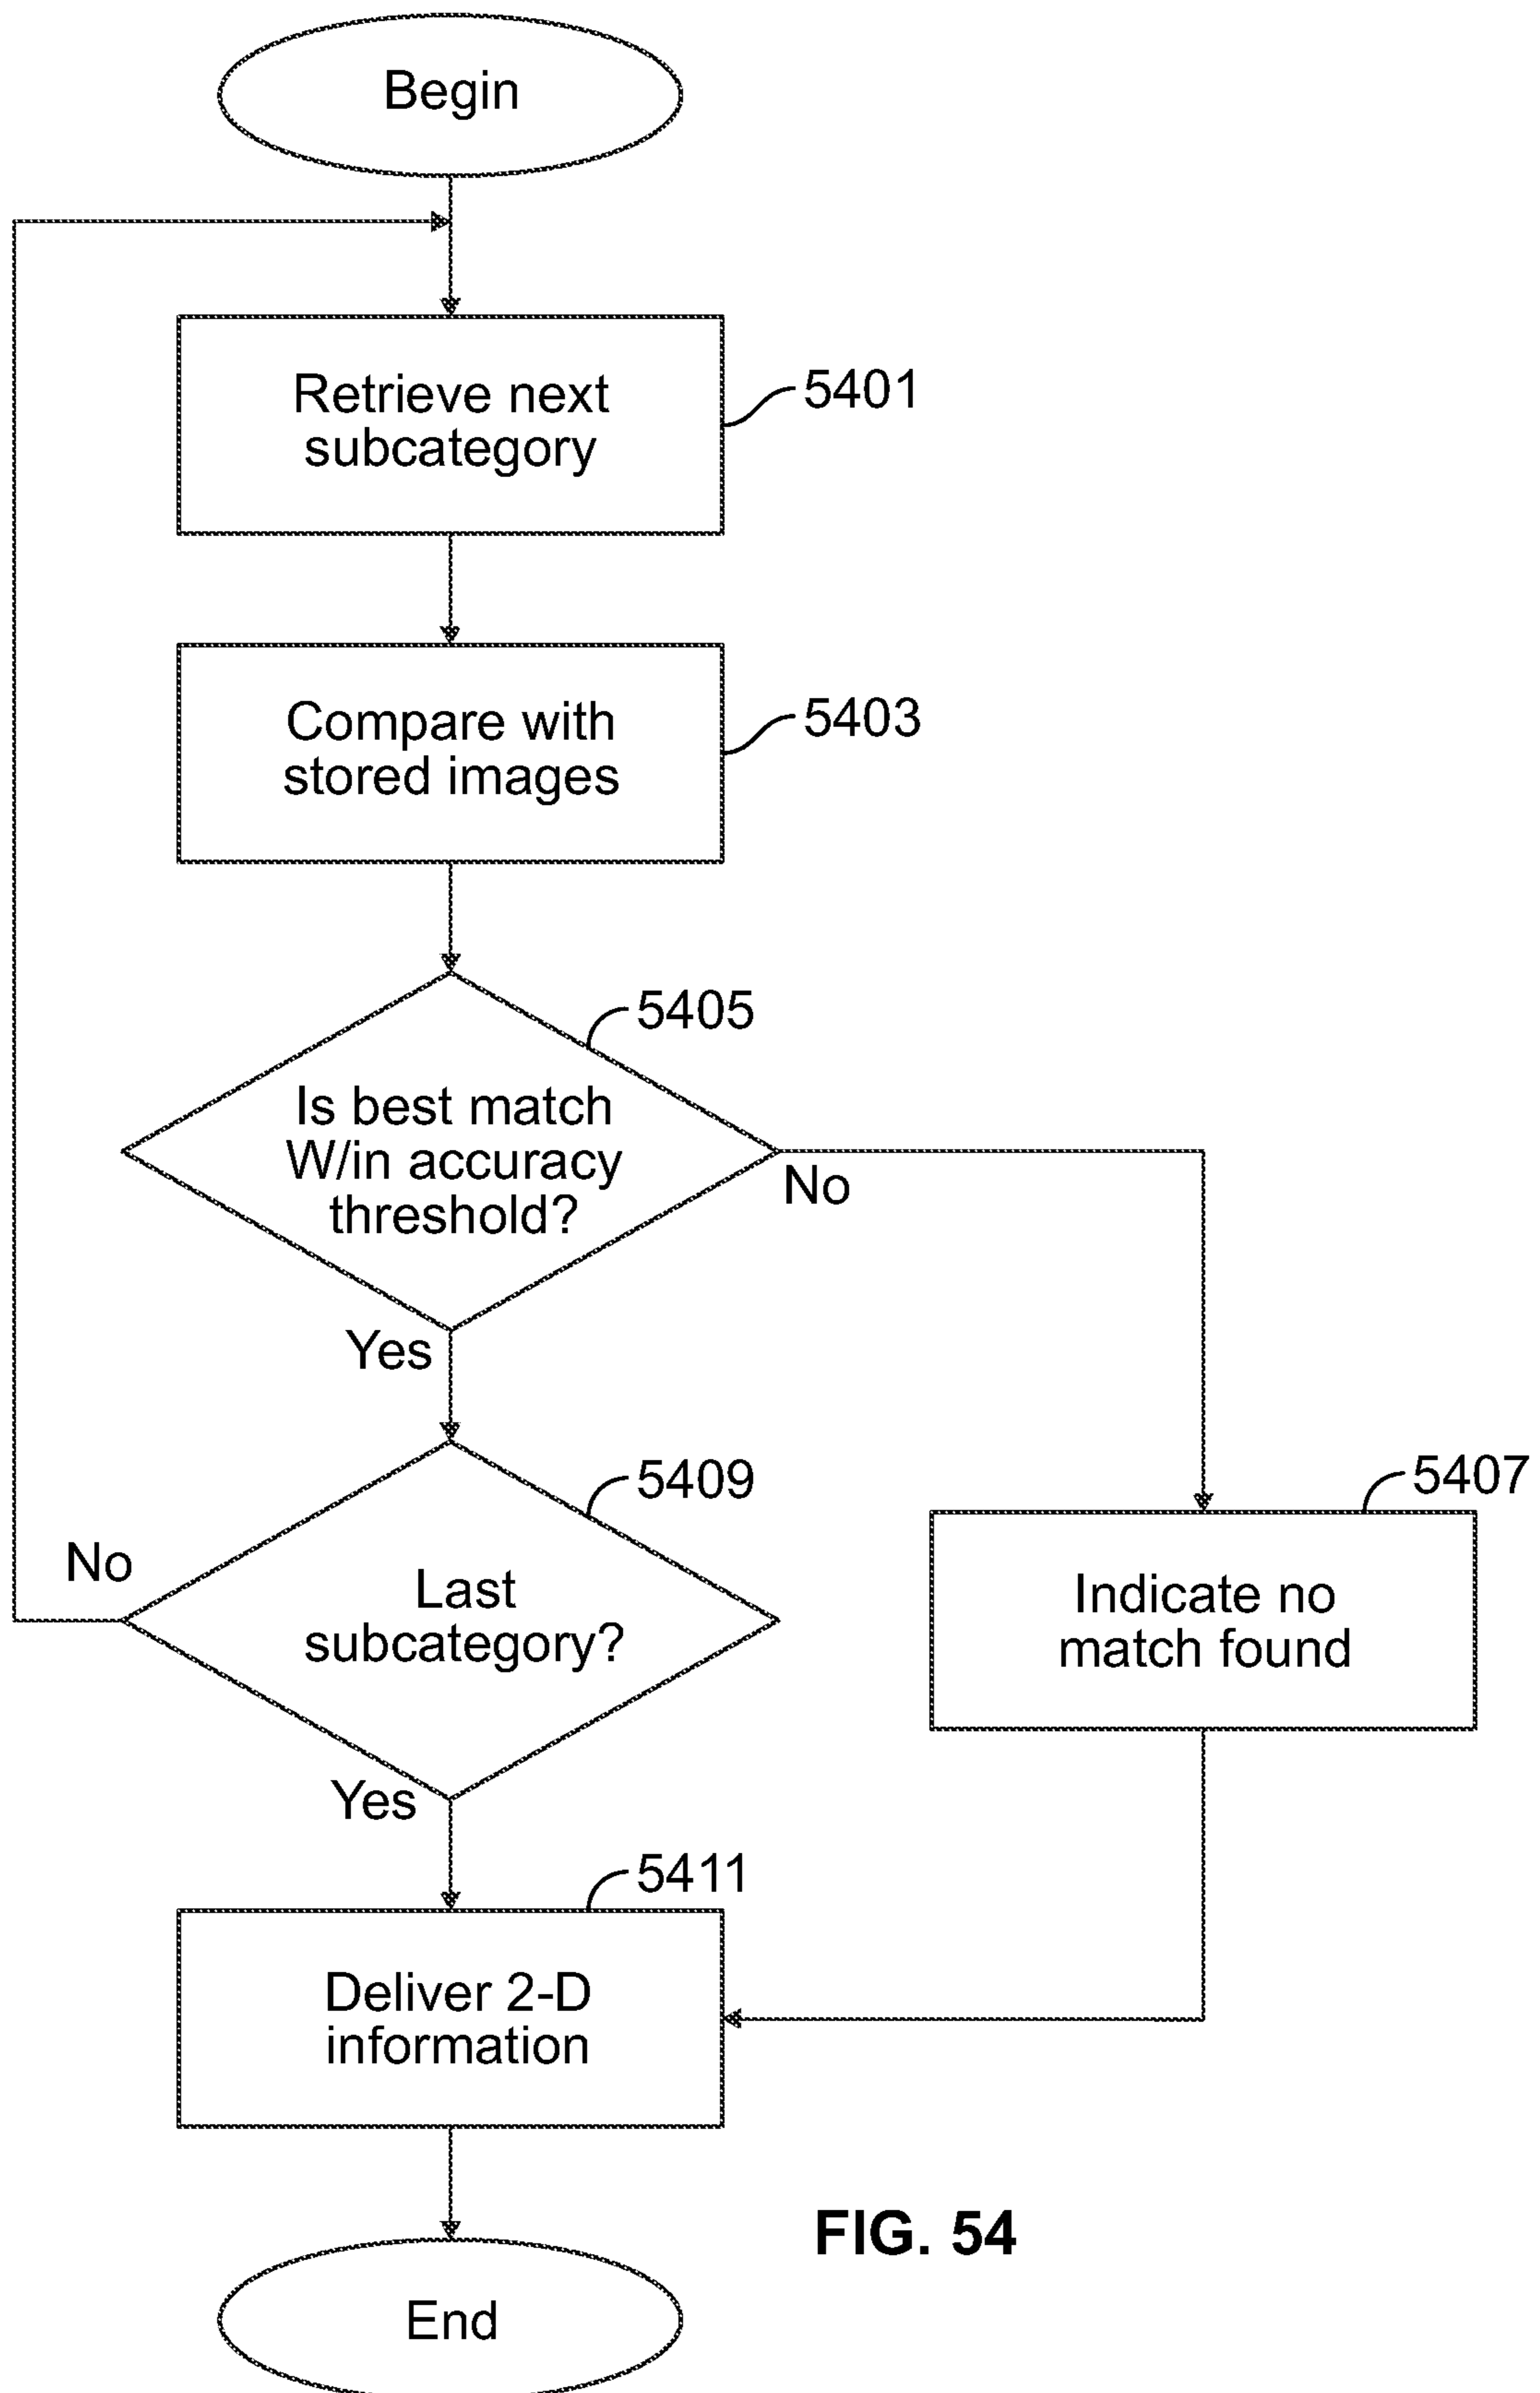 Begin
Retrieve next
subcategory
5401
Compare with
stored images
5403
5405
Is best match
W/in accuracy
threshold?
No
Yes
5409
5407
No
Last
subcategory?
Indicate no
match found
Yes
5411
Deliver 2-D
information
FIG. 54
End